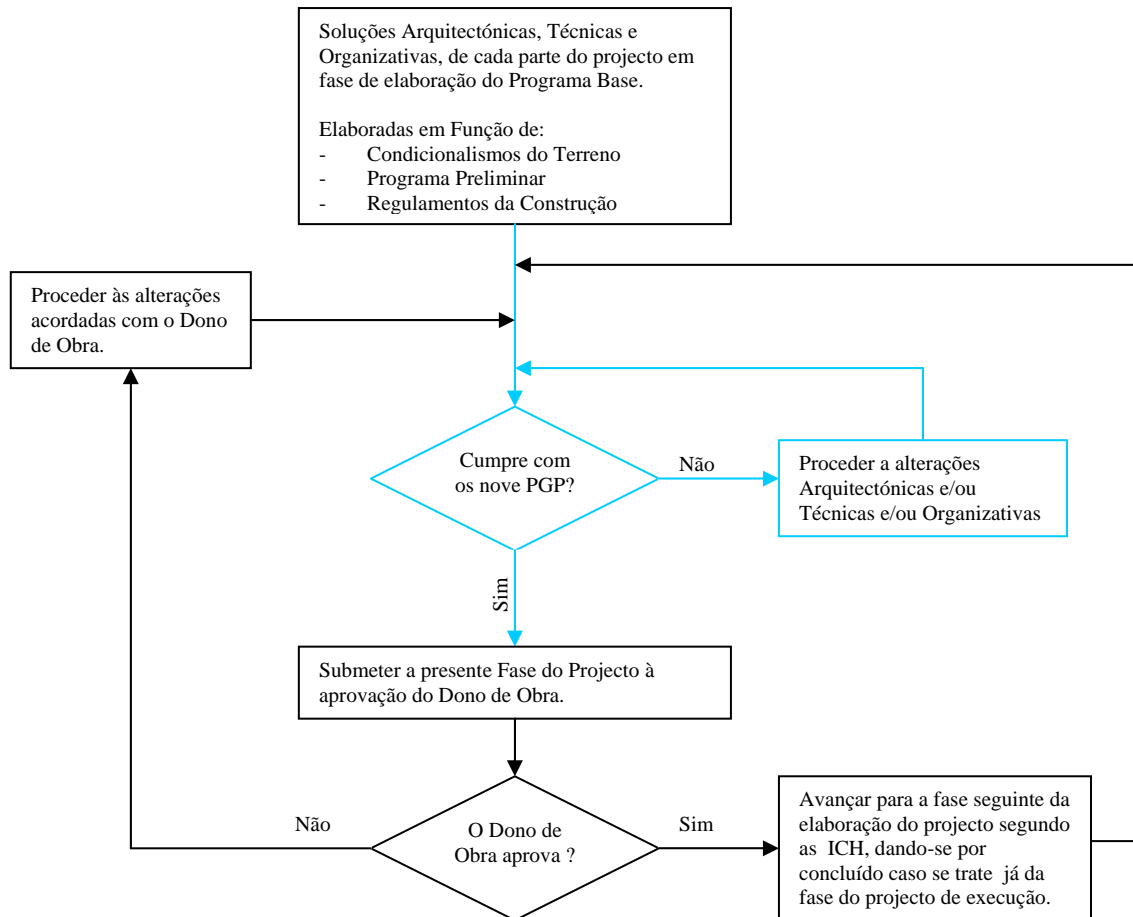 Soluções Arquitectónicas, Técnicas e
Organizativas, de cada parte do projecto em
fase de elaboração do Programa Base.
Elaboradas em Função de:
- Condicionalismos do Terreno
- Programa Preliminar
- Regulamentos da Construção
Proceder às alterações
acordadas com o Dono
de Obra.
Cumpre com
os nove PGP?
Não
Proceder a alterações
Arquitectónicas e/ou
Técnicas e/ou Organizativas
Sim
Submeter a presente Fase do Projecto à
aprovação do Dono de Obra.
Não
O Dono de
Obra aprova ?
Sim
Avançar para a fase seguinte da
elaboração do projecto segundo
as ICH, dando-se por
concluído caso se trate já da
fase do projecto de execução.